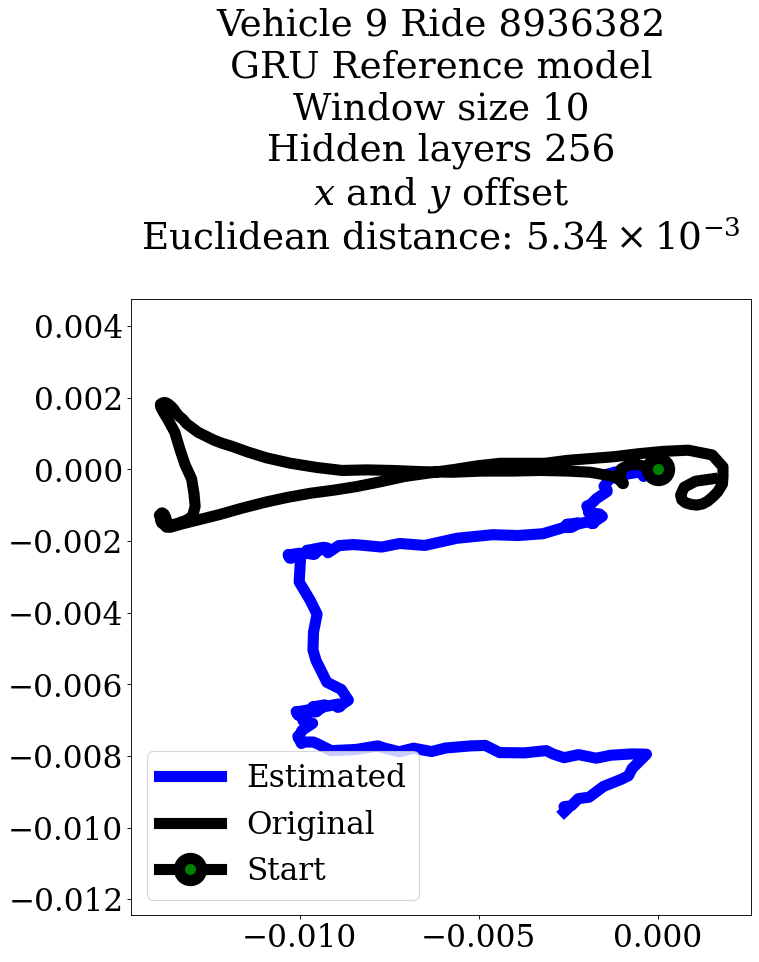 Vehicle 9 Ride 8936382
GRU Reference model
Window size 10
Hidden layers 256
x and y offset
Euclidean distance: 5.34 × 10⁻³
0.004
0.002
0.000
−0.002
−0.004
−0.006
−0.008
−0.010
−0.012
Estimated
Original
Start
−0.010 −0.005 0.000